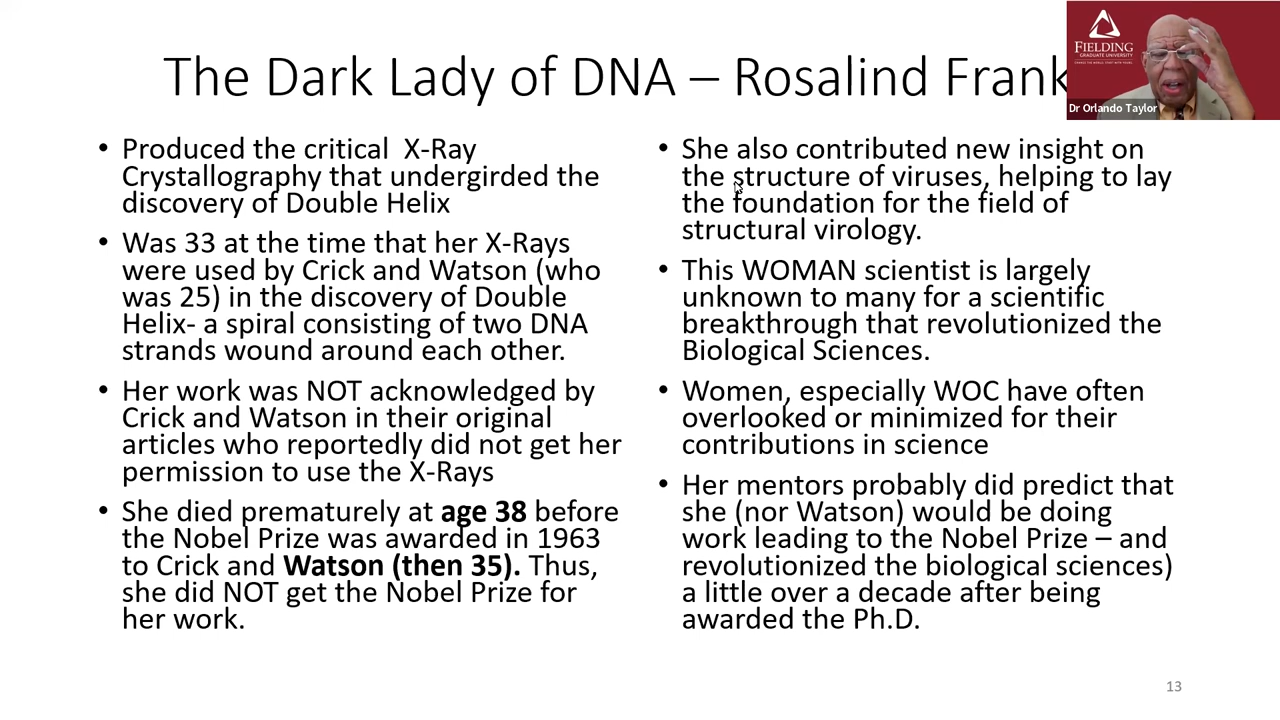 The Dark Lady of DNA – Rosalind Frank
FIELDING
GRADUATE UNIVERSITY
Dr Orlando Taylor
• Produced the critical X-Ray
Crystallography that undergirded the
discovery of Double Helix
• Was 33 at the time that her X-Rays
were used by Crick and Watson (who
was 25) in the discovery of Double
Helix- a spiral consisting of two DNA
strands wound around each other.
• Her work was NOT acknowledged by
Crick and Watson in their original
articles who reportedly did not get her
permission to use the X-Rays
• She died prematurely at age 38 before
the Nobel Prize was awarded in 1963
to Crick and Watson (then 35). Thus,
she did NOT get the Nobel Prize for
her work.
• She also contributed new insight on
the structure of viruses, helping to lay
the foundation for the field of
structural virology.
• This WOMAN scientist is largely
unknown to many for a scientific
breakthrough that revolutionized the
Biological Sciences.
• Women, especially WOC have often
overlooked or minimized for their
contributions in science
• Her mentors probably did predict that
she (nor Watson) would be doing
work leading to the Nobel Prize – and
revolutionized the biological sciences)
a little over a decade after being
awarded the Ph.D.
13